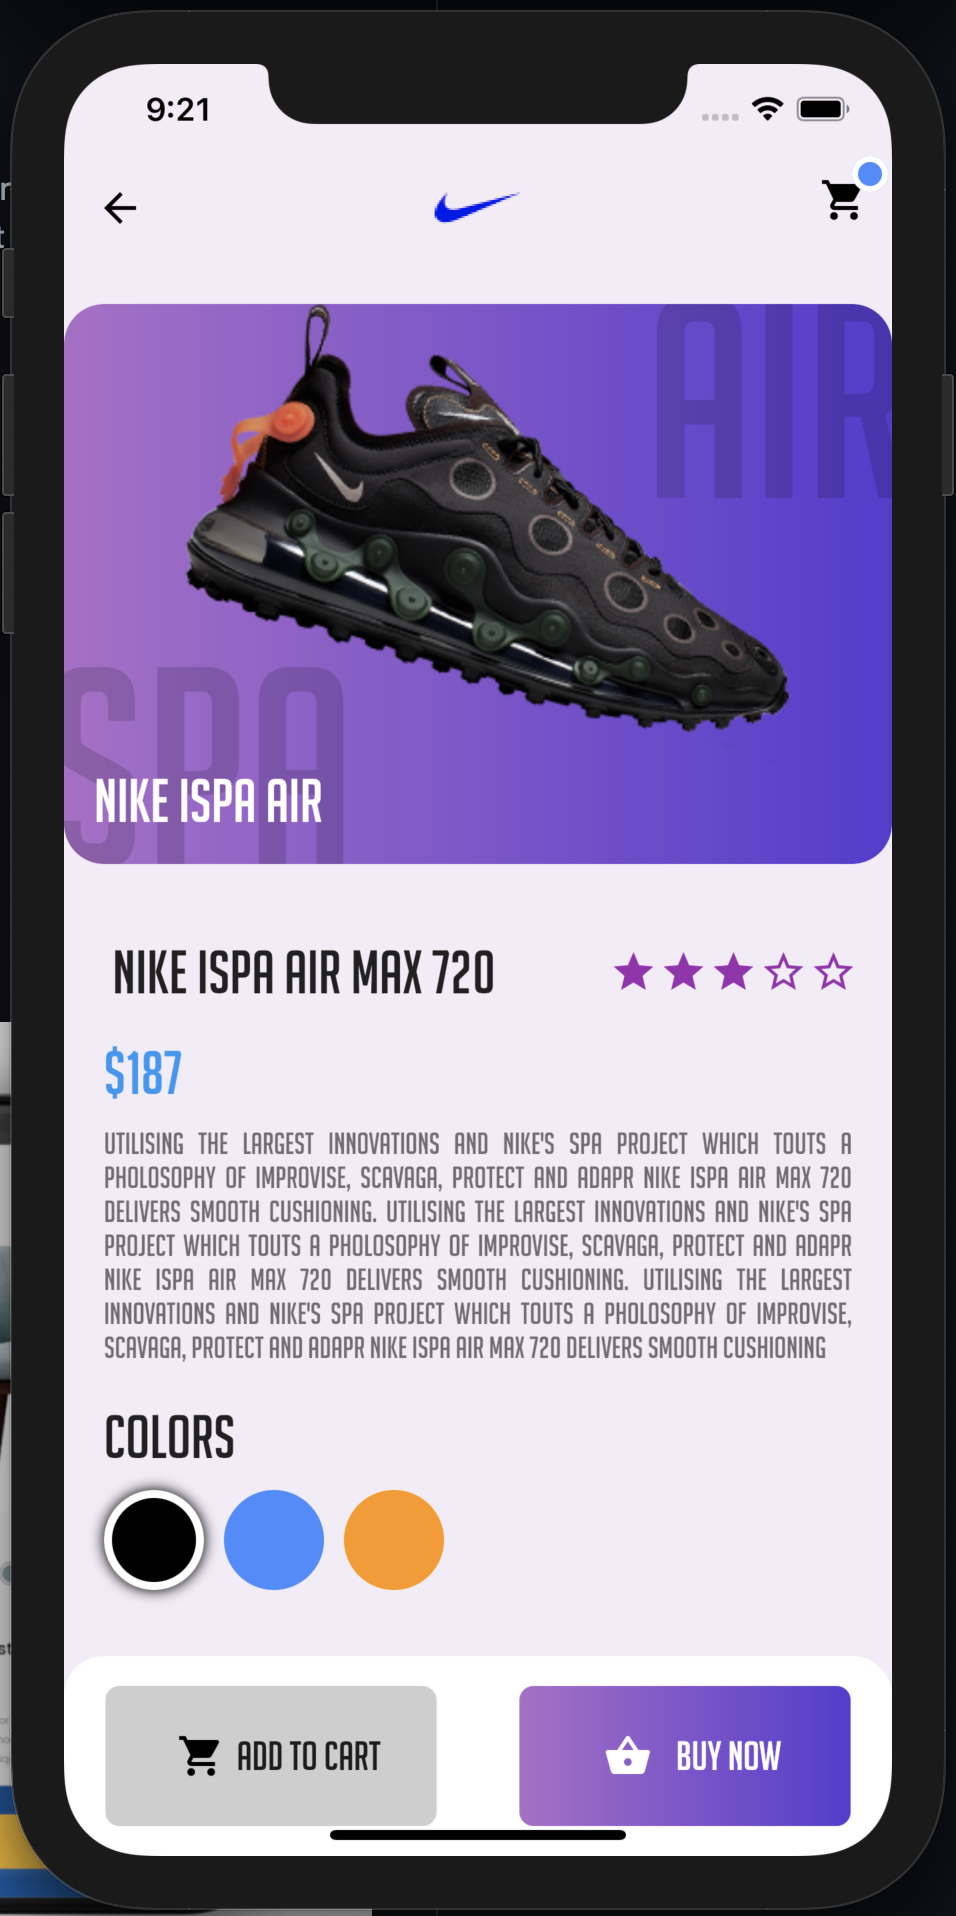 9:21
AIR
SPA
NIKE ISPA AIR
NIKE ISPA AIR MAX 720
$187
UTILISING THE LARGEST INNOVATIONS AND NIKE'S SPA PROJECT WHICH TOUTS A
PHOLOSOPHY OF IMPROVISE, SCAVAGA, PROTECT AND ADAPR NIKE ISPA AIR MAX 720
DELIVERS SMOOTH CUSHIONING. UTILISING THE LARGEST INNOVATIONS AND NIKE'S SPA
PROJECT WHICH TOUTS A PHOLOSOPHY OF IMPROVISE, SCAVAGA, PROTECT AND ADAPR
NIKE ISPA AIR MAX 720 DELIVERS SMOOTH CUSHIONING. UTILISING THE LARGEST
INNOVATIONS AND NIKE'S SPA PROJECT WHICH TOUTS A PHOLOSOPHY OF IMPROVISE,
SCAVAGA, PROTECT AND ADAPR NIKE ISPA AIR MAX 720 DELIVERS SMOOTH CUSHIONING
COLORS
ADD TO CART
BUY NOW